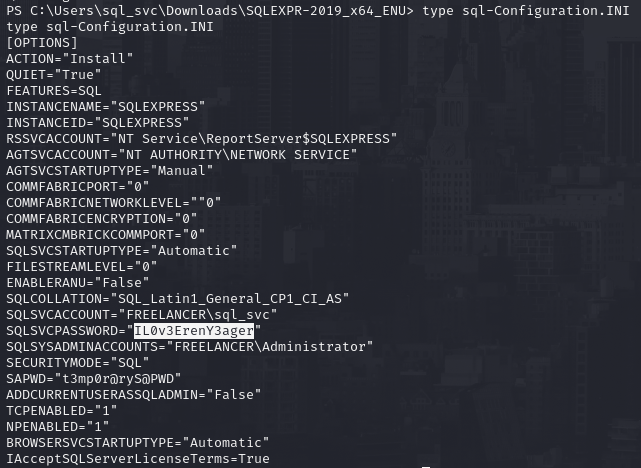 PS C:\Users\sql_svc\Downloads\SQLEXPR-2019_x64_ENU> type sql-Configuration.INI
type sql-Configuration.INI
[OPTIONS]
ACTION="Install"
QUIET="True"
FEATURES=SQL
INSTANCENAME="SQLEXPRESS"
INSTANCEID="SQLEXPRESS"
RSSVCACCOUNT="NT Service\ReportServer$SQLEXPRESS"
AGTSVCACCOUNT="NT AUTHORITY\NETWORK SERVICE"
AGTSVCSTARTUPTYPE="Manual"
COMMFABRICPORT="0"
COMMFABRICNETWORKLEVEL=""0"
COMMFABRICENCRYPTION="0"
MATRIXCMBRICKCOMMPORT="0"
SQLSVCSTARTUPTYPE="Automatic"
FILESTREAMLEVEL="0"
ENABLERANU="False"
SQLCOLLATION="SQL_Latin1_General_CP1_CI_AS"
SQLSVCACCOUNT="FREELANCER\sql_svc"
SQLSVCPASSWORD="IL0v3ErenY3ager"
SQLSYSADMINACCOUNTS="FREELANCER\Administrator"
SECURITYMODE="SQL"
SAPWD="t3mp0r@ryS@PWD"
ADDCURRENTUSERASSQLADMIN="False"
TCPENABLED="1"
NPENABLED="1"
BROWSERSVCSTARTUPTYPE="Automatic"
IAcceptSQLServerLicenseTerms=True